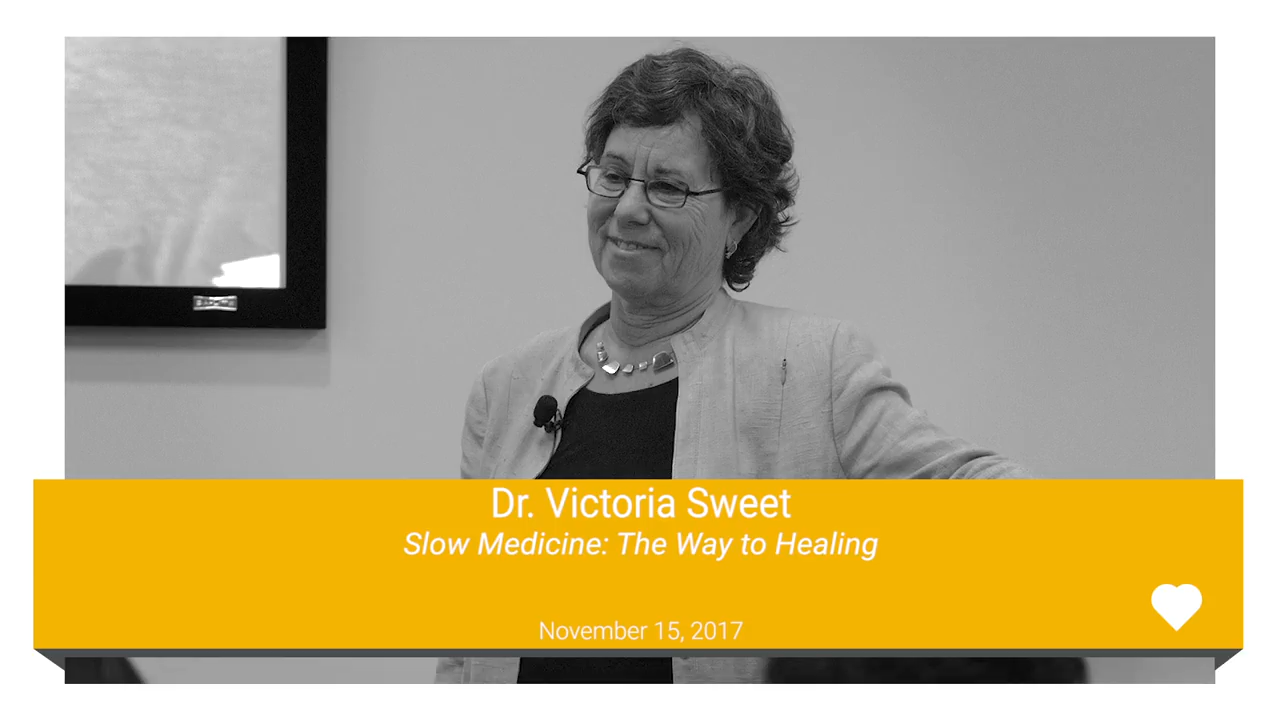 Dr. Victoria Sweet
Slow Medicine: The Way to Healing
November 15, 2017